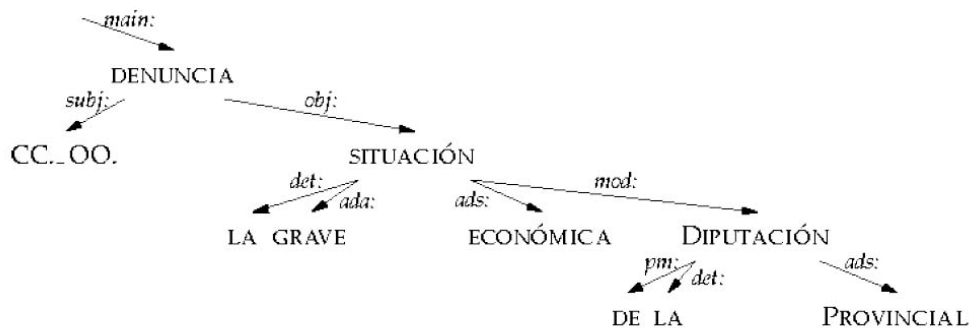 main:
DENUNCIA
subj: obj:
CC._OO. SITUACIÓN
det: ada: ads: mod:
LA GRAVE ECONÓMICA DIPUTACIÓN
pm: det: ads:
DE LA PROVINCIAL